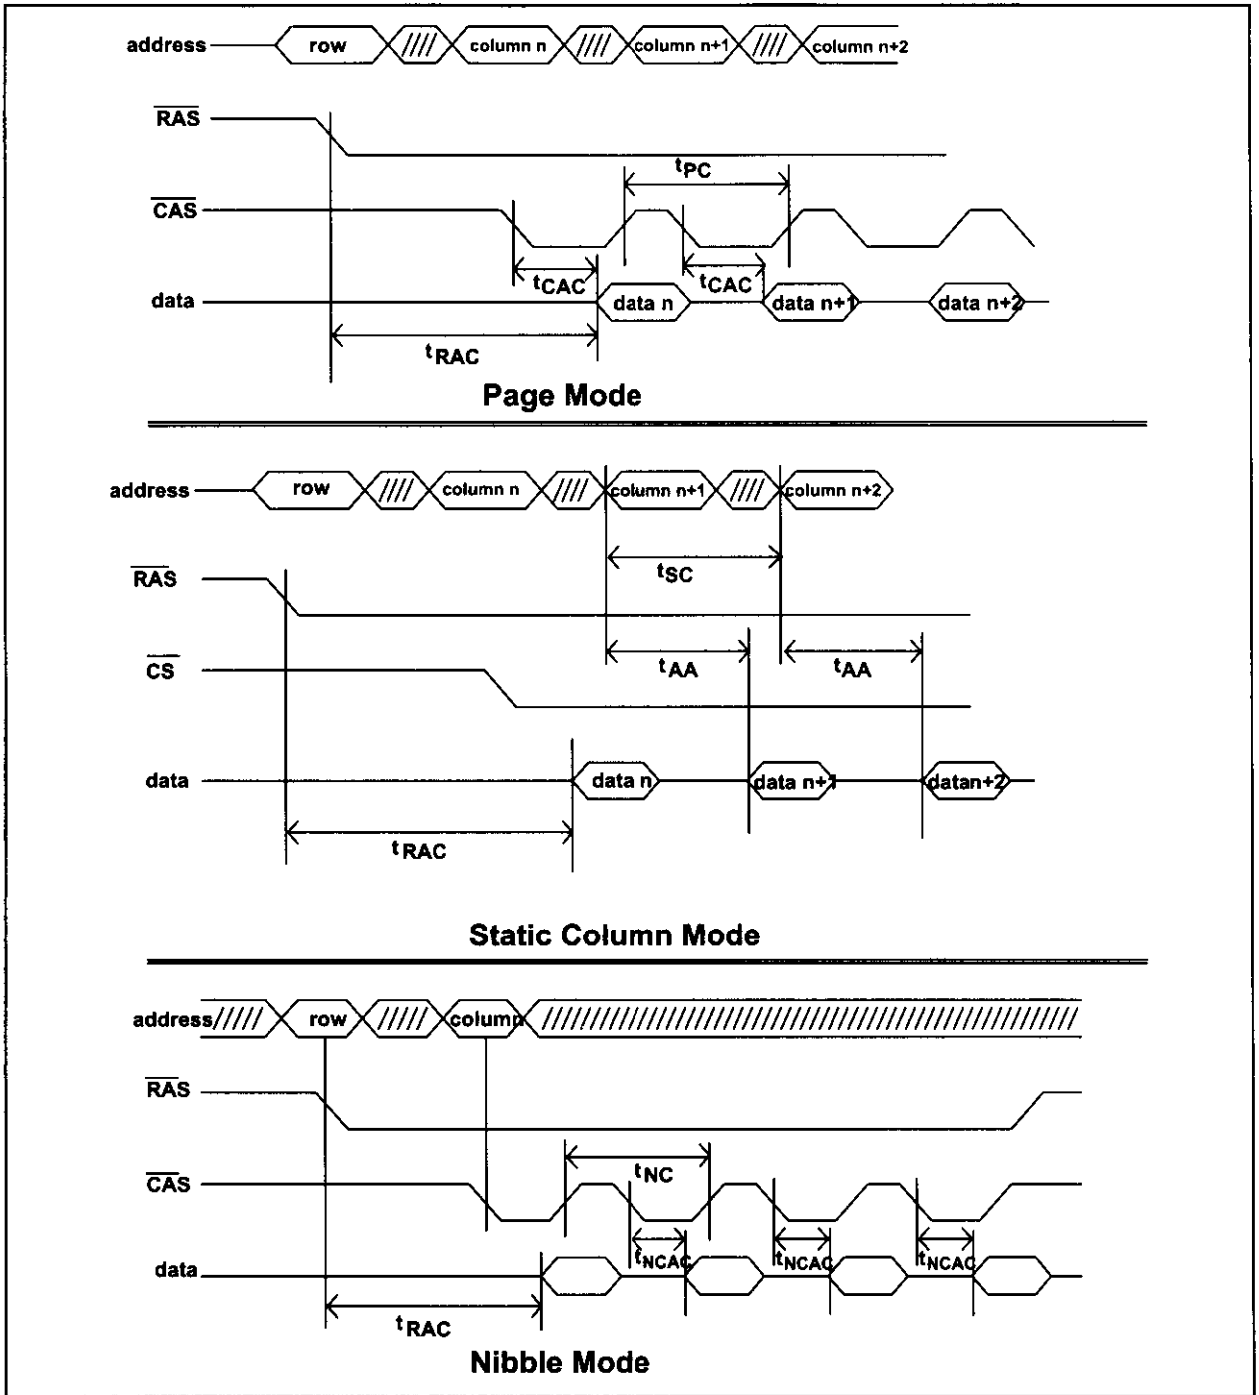 address row column n column n+1 column n+2
RAS
tPC
CAS
tCAC tCAC
data data n data n+1 data n+2
tRAC
Page Mode
address row column n column n+1 column n+2
RAS
tSC
CS
tAA tAA
data data n data n+1 datan+2
tRAC
Static Column Mode
address row column
RAS
tNC
CAS
tNCAC tNCAC tNCAC
data
tRAC
Nibble Mode